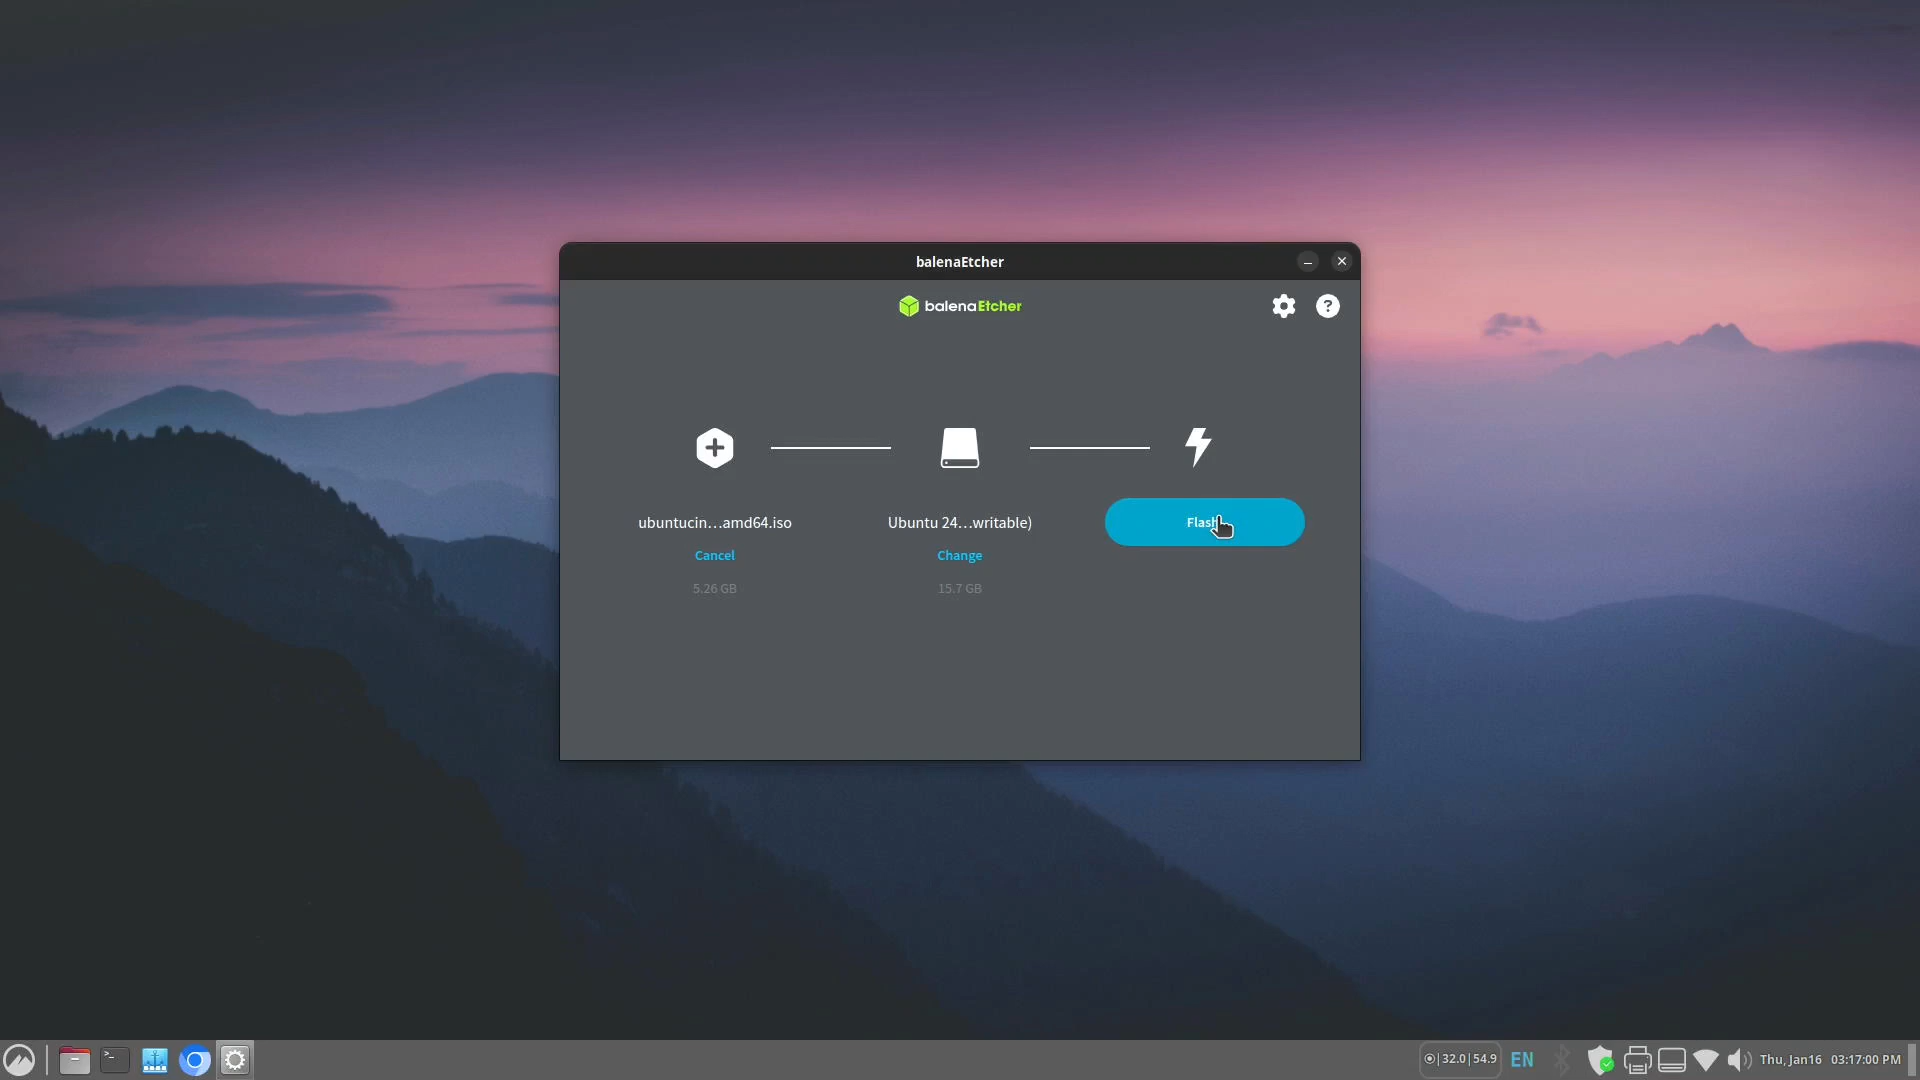 balenaEtcher
balenaEtcher
ubuntucin...amd64.iso
Ubuntu 24...writable)
Flash
Cancel
Change
5.26 GB
15.7 GB
32.0 54.9
EN
Thu, Jan16 03:17:00 PM